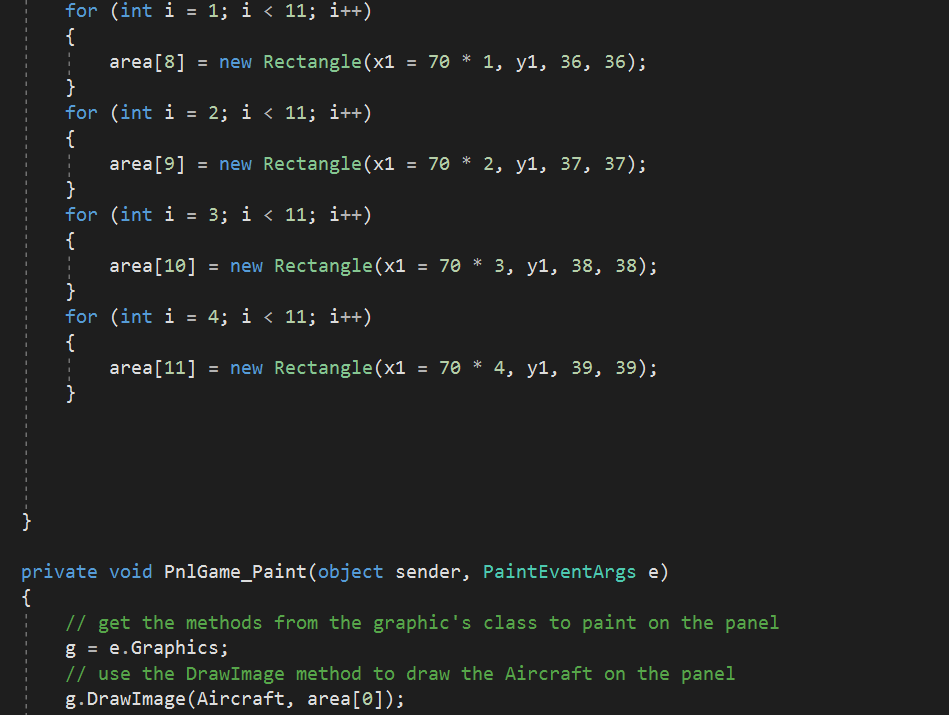 for (int i = 1; i < 11; i++)
{
area[8] = new Rectangle(x1 = 70 * 1, y1, 36, 36);
}
for (int i = 2; i < 11; i++)
{
area[9] = new Rectangle(x1 = 70 * 2, y1, 37, 37);
}
for (int i = 3; i < 11; i++)
{
area[10] = new Rectangle(x1 = 70 * 3, y1, 38, 38);
}
for (int i = 4; i < 11; i++)
{
area[11] = new Rectangle(x1 = 70 * 4, y1, 39, 39);
}
}
private void PnlGame_Paint(object sender, PaintEventArgs e)
{
// get the methods from the graphic's class to paint on the panel
g = e.Graphics;
// use the DrawImage method to draw the Aircraft on the panel
g.DrawImage(Aircraft, area[0]);